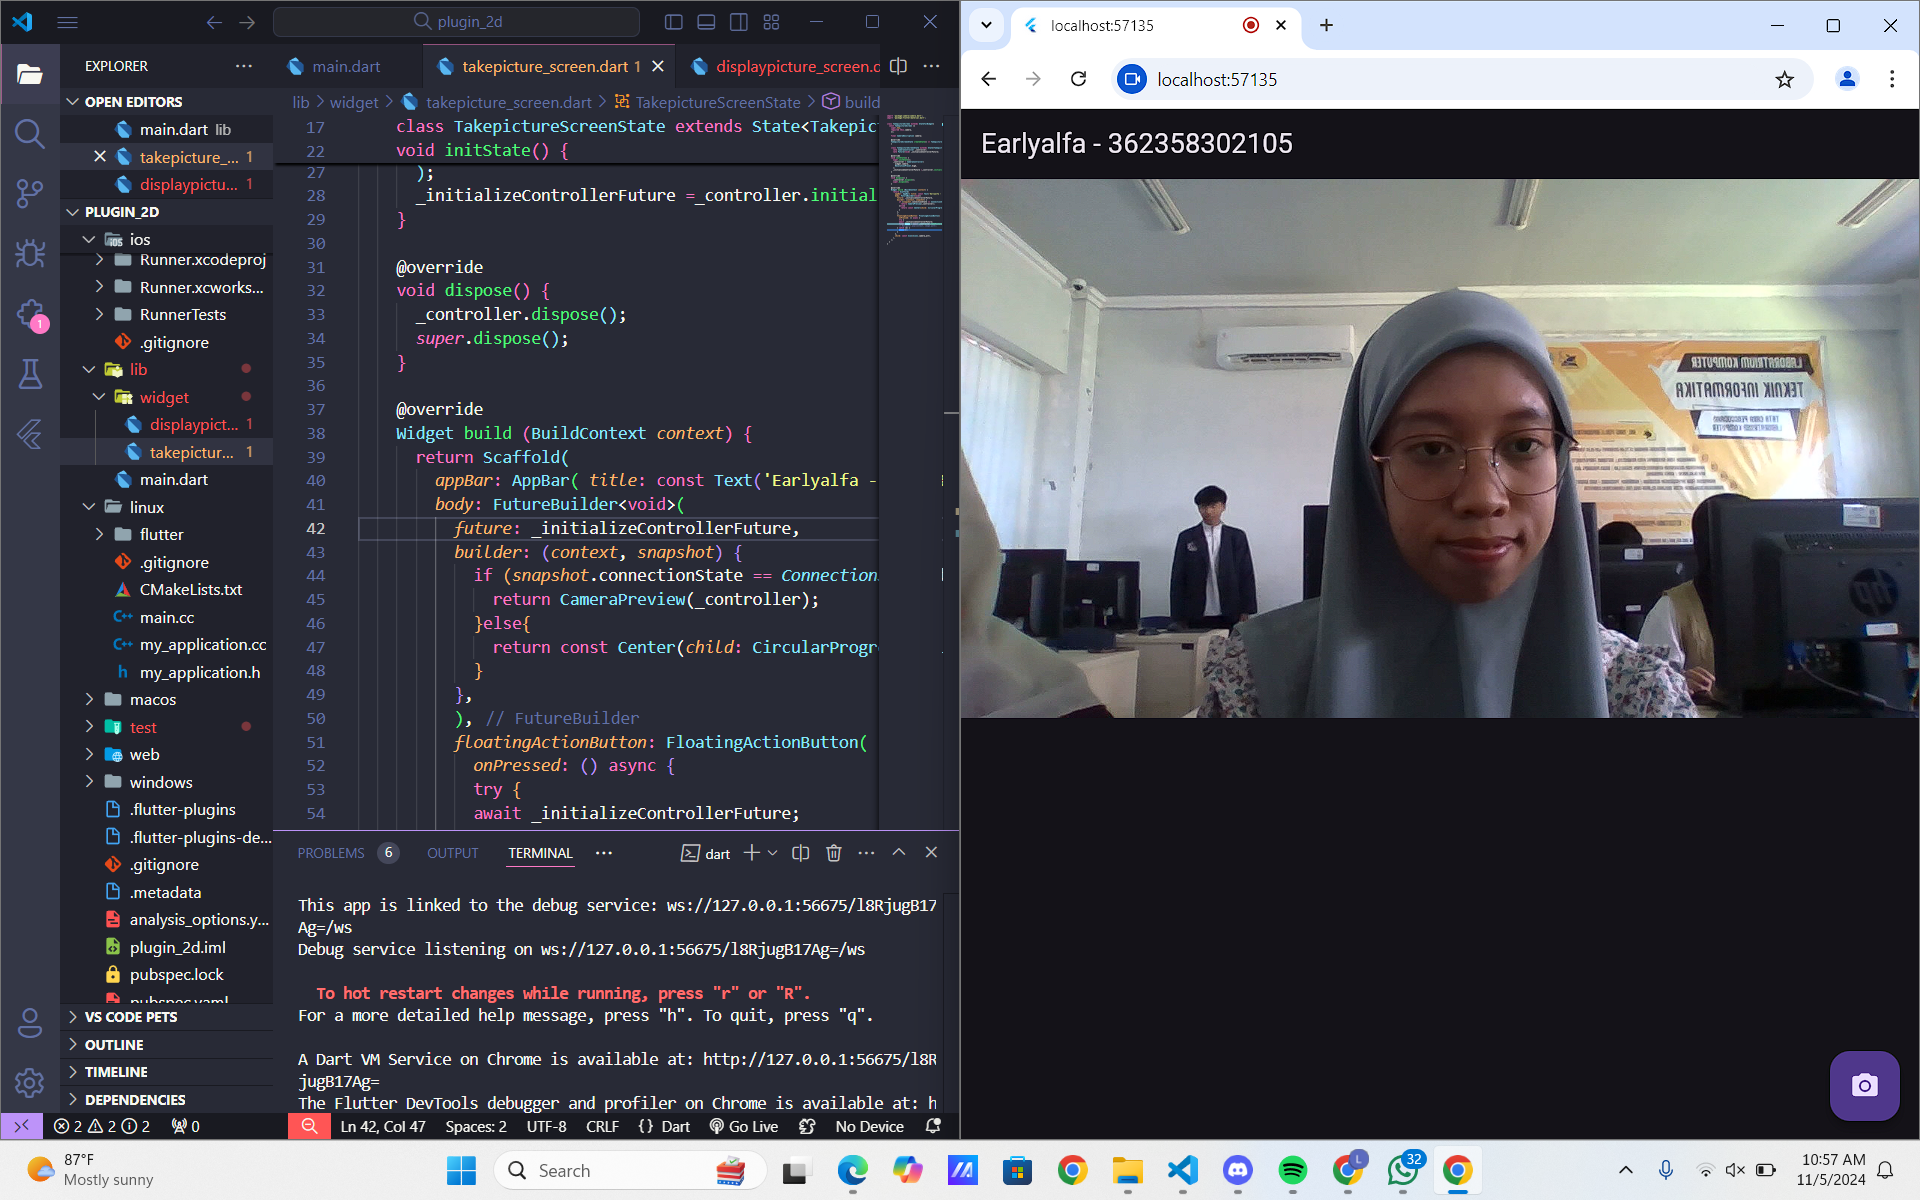 plugin_2d
EXPLORER
OPEN EDITORS
main.dart lib
takepicture_... 1
displaypictu... 1
PLUGIN_2D
ios
Runner.xcodeproj
Runner.xcworks...
RunnerTests
.gitignore
lib
widget
displaypict... 1
takepictur... 1
main.dart
linux
flutter
.gitignore
CMakeLists.txt
main.cc
my_application.cc
my_application.h
macos
test
web
windows
.flutter-plugins
.flutter-plugins-de...
.gitignore
.metadata
analysis_options.y...
plugin_2d.iml
pubspec.lock
pubspec.yaml
VS CODE PETS
OUTLINE
TIMELINE
DEPENDENCIES
1
main.dart
takepicture_screen.dart 1
displaypicture_screen.d
lib > widget > takepicture_screen.dart > TakepictureScreenState > build
17 class TakepictureScreenState extends State<Takepic
22 void initState() {
27 );
28 _initializeControllerFuture =_controller.initial
29 }
30
31 @override
32 void dispose() {
33 _controller.dispose();
34 super.dispose();
35 }
36
37 @override
38 Widget build (BuildContext context) {
39 return Scaffold(
40 appBar: AppBar( title: const Text('Earlyalfa -
41 body: FutureBuilder<void>(
42 future: _initializeControllerFuture,
43 builder: (context, snapshot) {
44 if (snapshot.connectionState == Connection
45 return CameraPreview(_controller);
46 }else{
47 return const Center(child: CircularProgr
48 }
49 },
50 ), // FutureBuilder
51 floatingActionButton: FloatingActionButton(
52 onPressed: () async {
53 try {
54 await _initializeControllerFuture;
PROBLEMS 6 OUTPUT TERMINAL ... dart
This app is linked to the debug service: ws://127.0.0.1:56675/l8RjugB17
Ag=/ws
Debug service listening on ws://127.0.0.1:56675/l8RjugB17Ag=/ws
To hot restart changes while running, press "r" or "R".
For a more detailed help message, press "h". To quit, press "q".
A Dart VM Service on Chrome is available at: http://127.0.0.1:56675/l8R
jugB17Ag=
The Flutter DevTools debugger and profiler on Chrome is available at: h
2 2 2 0 Ln 42, Col 47 Spaces: 2 UTF-8 CRLF {} Dart Go Live No Device
localhost:57135
localhost:57135
Earlyalfa - 362358302105
LABORATRIUM KOMPUTER
TEKNIK INFORMATIKA
hp
87°F
Mostly sunny
Search
L
32
10:57 AM
11/5/2024